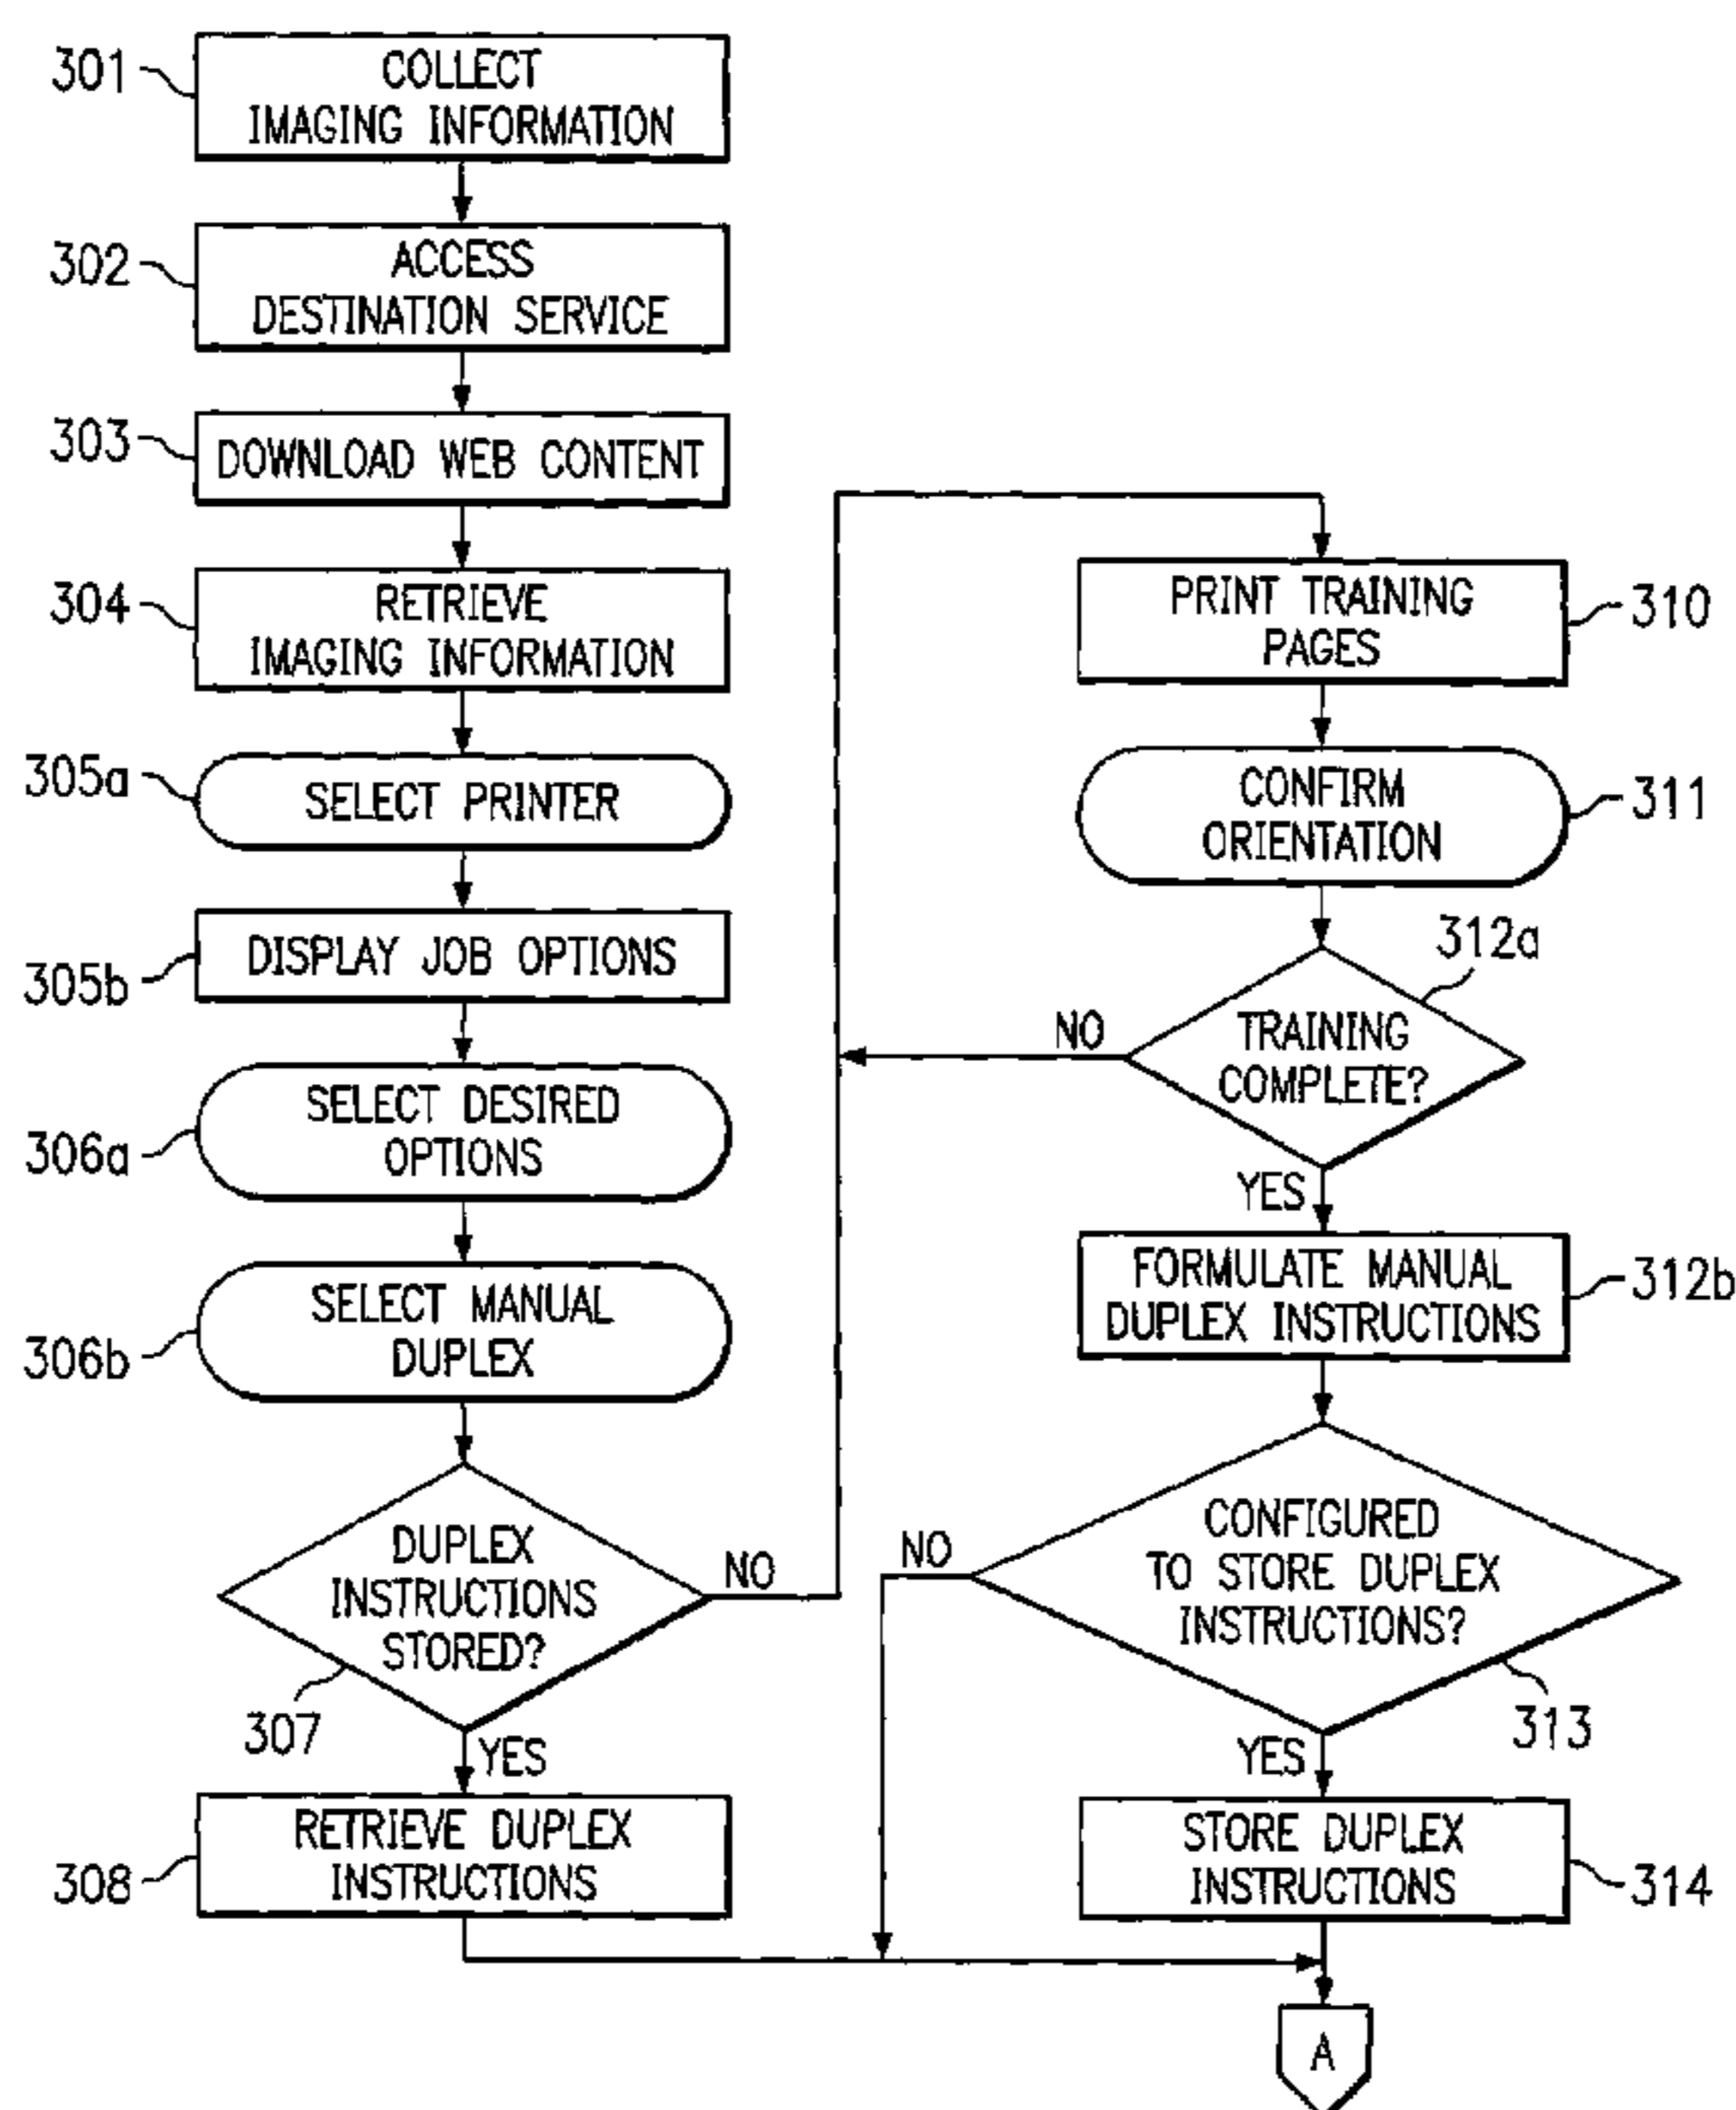 301
COLLECT
IMAGING INFORMATION
302
ACCESS
DESTINATION SERVICE
303
DOWNLOAD WEB CONTENT
304
RETRIEVE
IMAGING INFORMATION
305a
SELECT PRINTER
305b
DISPLAY JOB OPTIONS
306a
SELECT DESIRED
OPTIONS
306b
SELECT MANUAL
DUPLEX
DUPLEX
INSTRUCTIONS
STORED?
NO
307
YES
308
RETRIEVE DUPLEX
INSTRUCTIONS
PRINT TRAINING
PAGES
310
CONFIRM
ORIENTATION
311
312a
TRAINING
COMPLETE?
NO
YES
FORMULATE MANUAL
DUPLEX INSTRUCTIONS
312b
CONFIGURED
TO STORE DUPLEX
INSTRUCTIONS?
NO
313
YES
STORE DUPLEX
INSTRUCTIONS
314
A